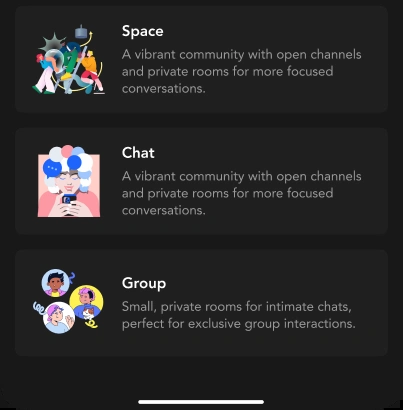 Space
A vibrant community with open channels
and private rooms for more focused
conversations.
Chat
A vibrant community with open channels
and private rooms for more focused
conversations.
Group
Small, private rooms for intimate chats,
perfect for exclusive group interactions.